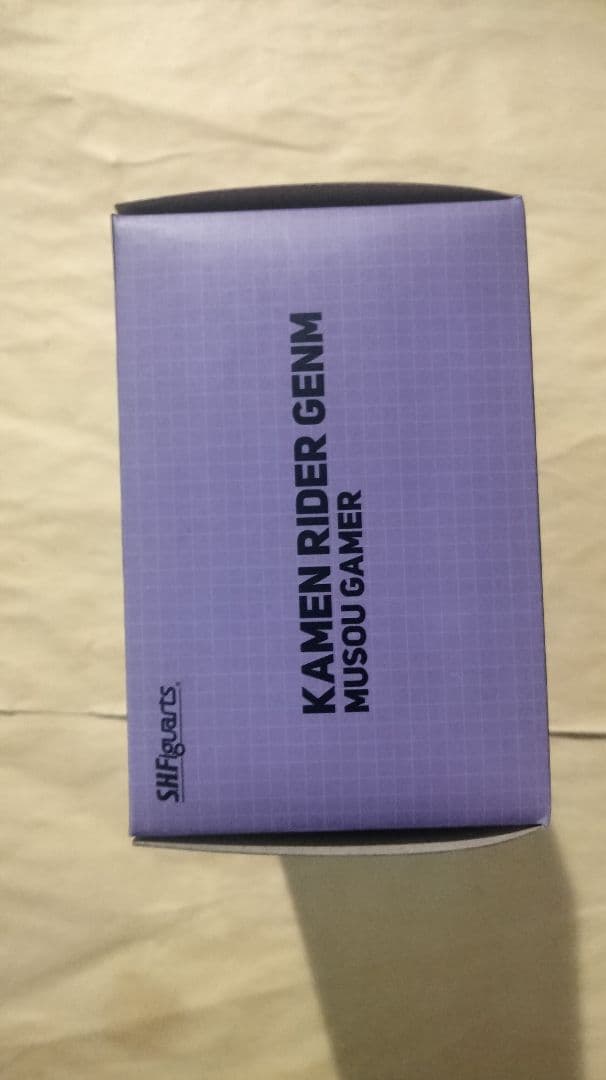 S.H.Figuarts
KAMEN RIDER GENM
MUSOU GAMER